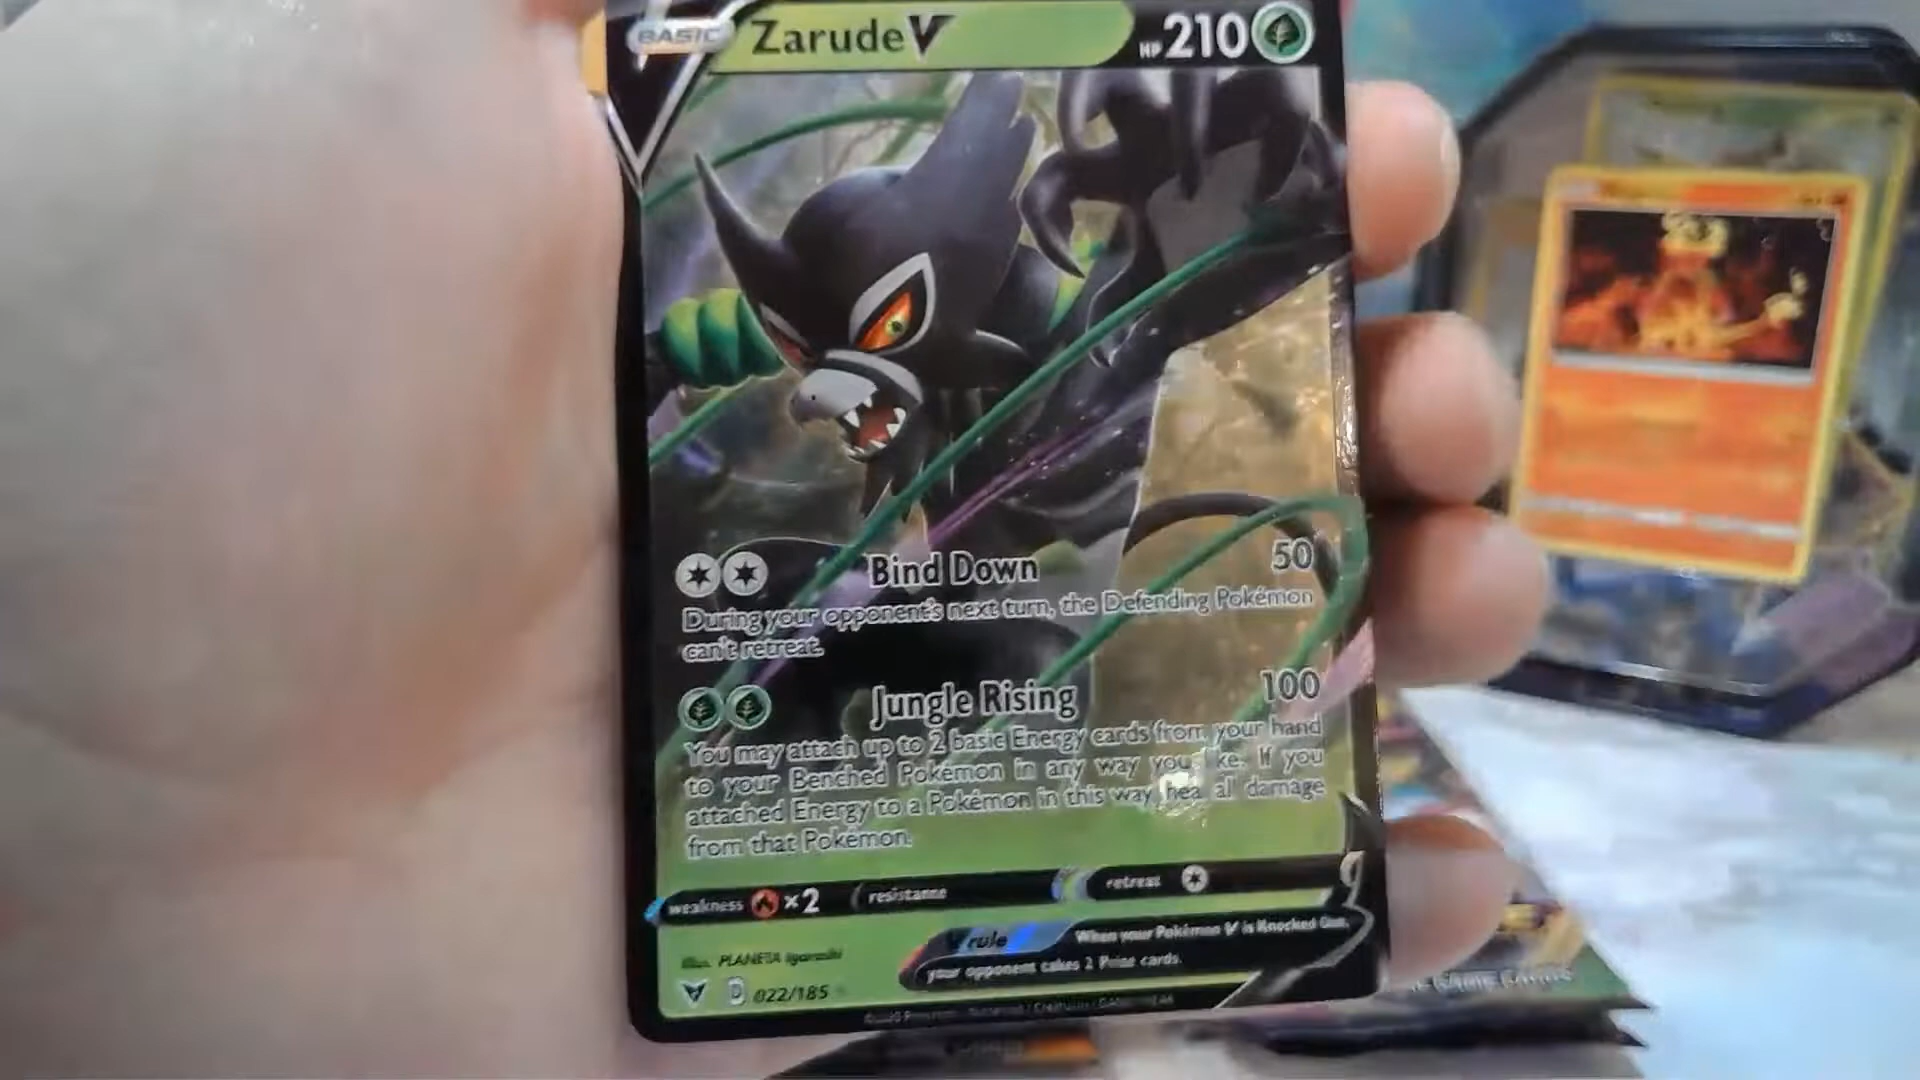 BASIC Zarude V HP 210
Bind Down 50
During your opponent's next turn, the Defending Pokémon
can't retreat.
Jungle Rising 100
You may attach up to 2 basic Energy cards from your hand
to your Benched Pokémon in any way you like. If you
attached Energy to a Pokémon in this way, heal all damage
from that Pokémon.
weakness ×2 resistance retreat
V rule When your Pokémon V is Knocked Out,
your opponent takes 2 Prize cards.
Illus. PLANETA Igarashi
D 022/185